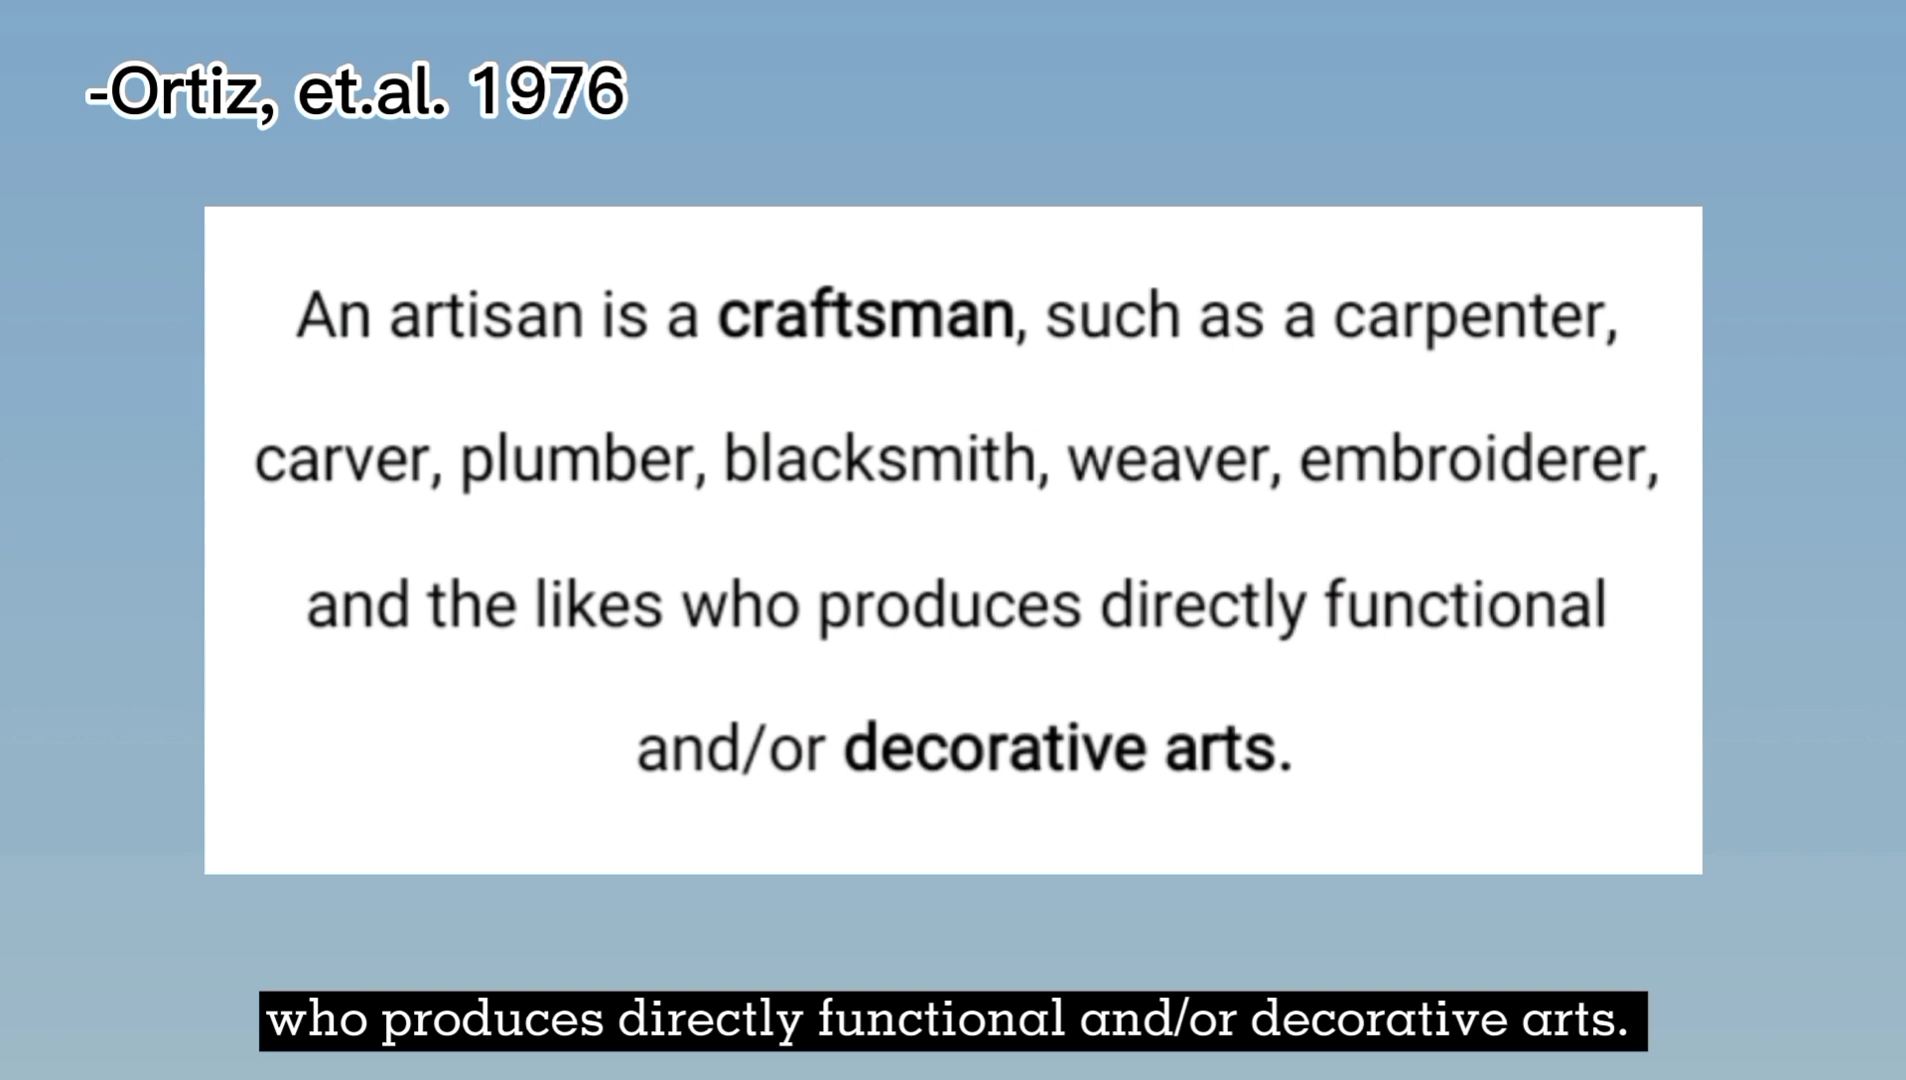 -Ortiz, et.al. 1976
An artisan is a craftsman, such as a carpenter,
carver, plumber, blacksmith, weaver, embroiderer,
and the likes who produces directly functional
and/or decorative arts.
who produces directly functional and/or decorative arts.